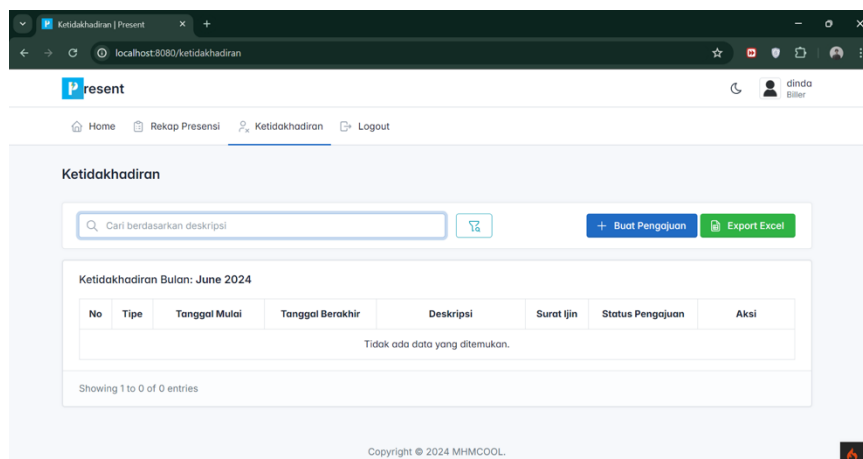 Ketidakhadiran | Present
localhost:8080/ketidakhadiran
Present
dinda
Biller
Home Rekap Presensi Ketidakhadiran Logout
Ketidakhadiran
Cari berdasarkan deskripsi
+ Buat Pengajuan Export Excel
Ketidakhadiran Bulan: June 2024
No Tipe Tanggal Mulai Tanggal Berakhir Deskripsi Surat Ijin Status Pengajuan Aksi
Tidak ada data yang ditemukan.
Showing 1 to 0 of 0 entries
Copyright © 2024 MHMCOOL.